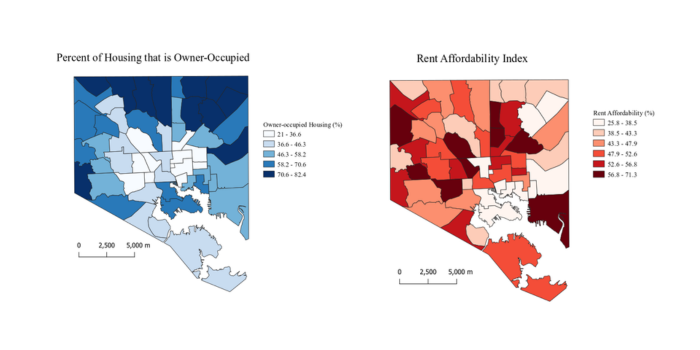 Percent of Housing that is Owner-Occupied
Owner-occupied Housing (%)
21 - 36.6
36.6 - 46.3
46.3 - 58.2
58.2 - 70.6
70.6 - 82.4
0 2,500 5,000 m
Rent Affordability Index
Rent Affordability (%)
25.8 - 38.5
38.5 - 43.3
43.3 - 47.9
47.9 - 52.6
52.6 - 56.8
56.8 - 71.3
0 2,500 5,000 m